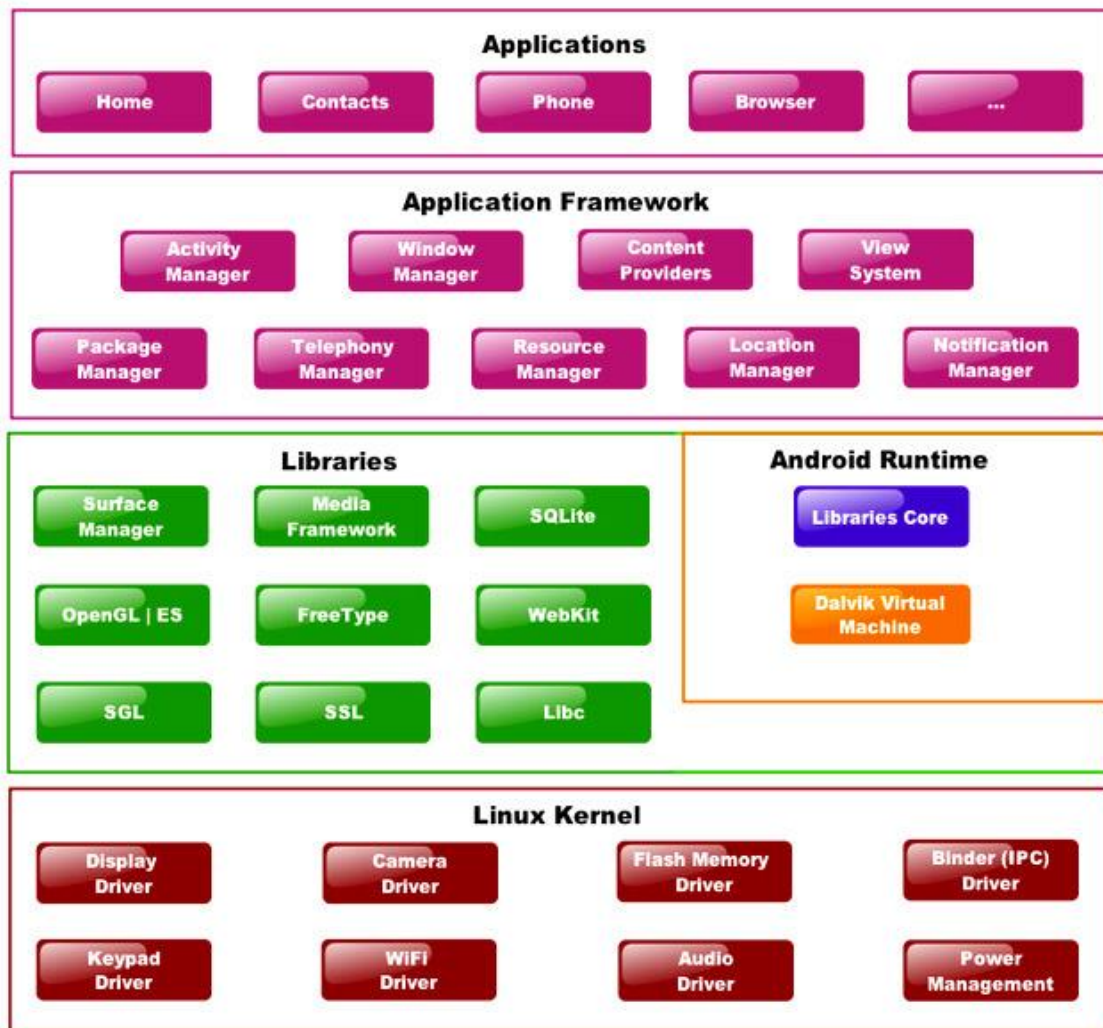 Applications
Home
Contacts
Phone
Browser
...
Application Framework
Activity
Manager
Window
Manager
Content
Providers
View
System
Package
Manager
Telephony
Manager
Resource
Manager
Location
Manager
Notification
Manager
Libraries
Surface
Manager
Media
Framework
SQLite
OpenGL | ES
FreeType
WebKit
SGL
SSL
Libc
Android Runtime
Libraries Core
Dalvik Virtual
Machine
Linux Kernel
Display
Driver
Camera
Driver
Flash Memory
Driver
Binder (IPC)
Driver
Keypad
Driver
WiFi
Driver
Audio
Driver
Power
Management